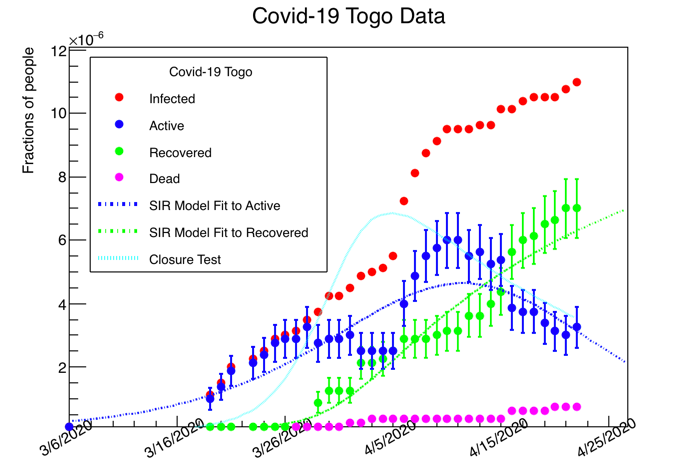 Covid-19 Togo Data
×10⁻⁶
Fractions of people
12
10
8
6
4
2
Covid-19 Togo
Infected
Active
Recovered
Dead
SIR Model Fit to Active
SIR Model Fit to Recovered
Closure Test
3/6/2020 3/16/2020 3/26/2020 4/5/2020 4/15/2020 4/25/2020